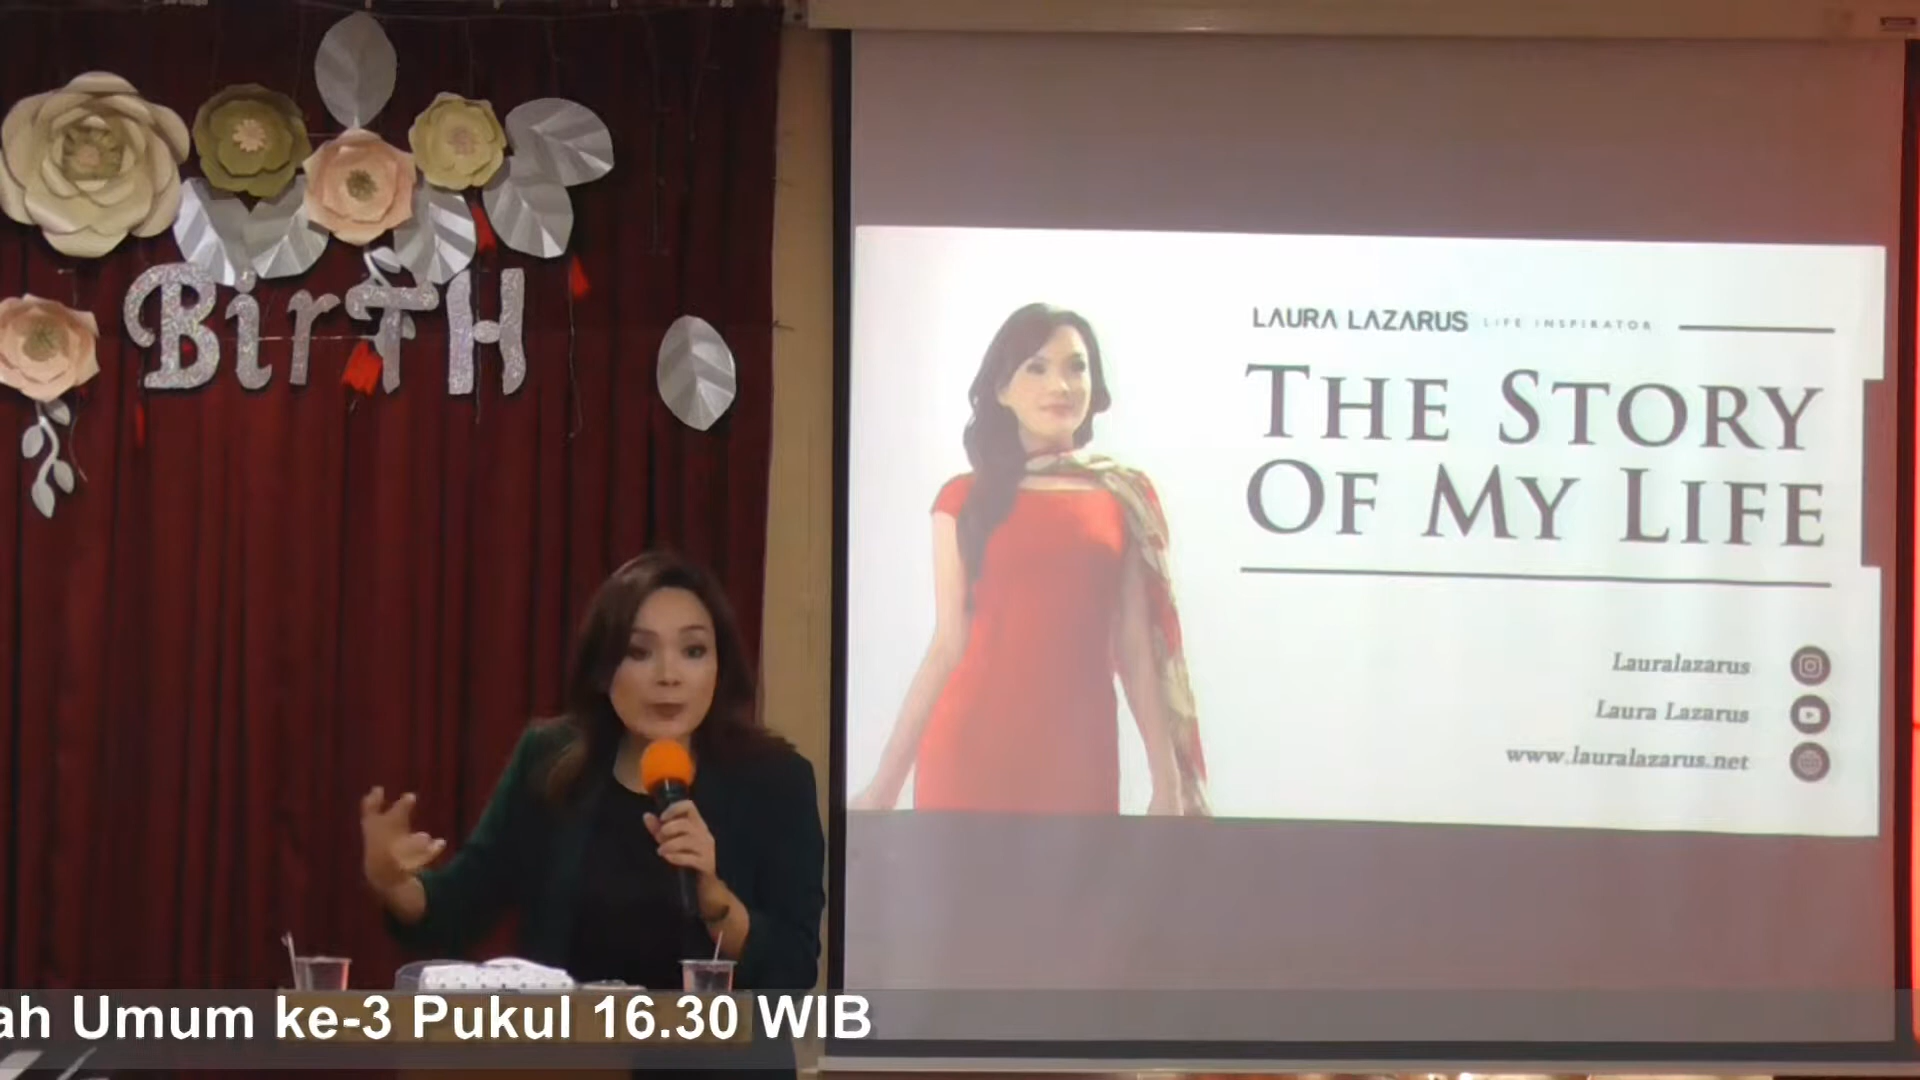 BirTH
LAURA LAZARUS LIFE INSPIRATOR
THE STORY
OF MY LIFE
Lauralazarus
Laura Lazarus
www.lauralazarus.net
ah Umum ke-3 Pukul 16.30 WIB